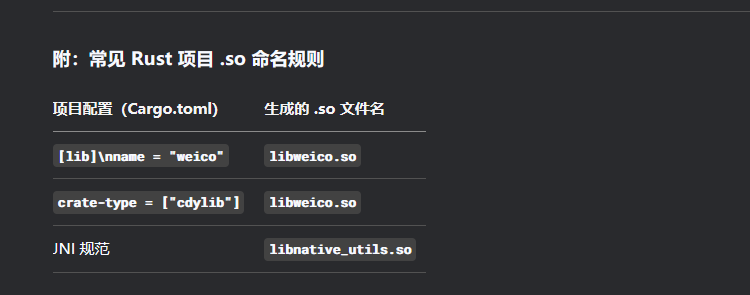 附：常见 Rust 项目 .so 命名规则
项目配置（Cargo.toml） 生成的 .so 文件名
[lib]\nname = "weico" libweico.so
crate-type = ["cdylib"] libweico.so
JNI 规范 libnative_utils.so